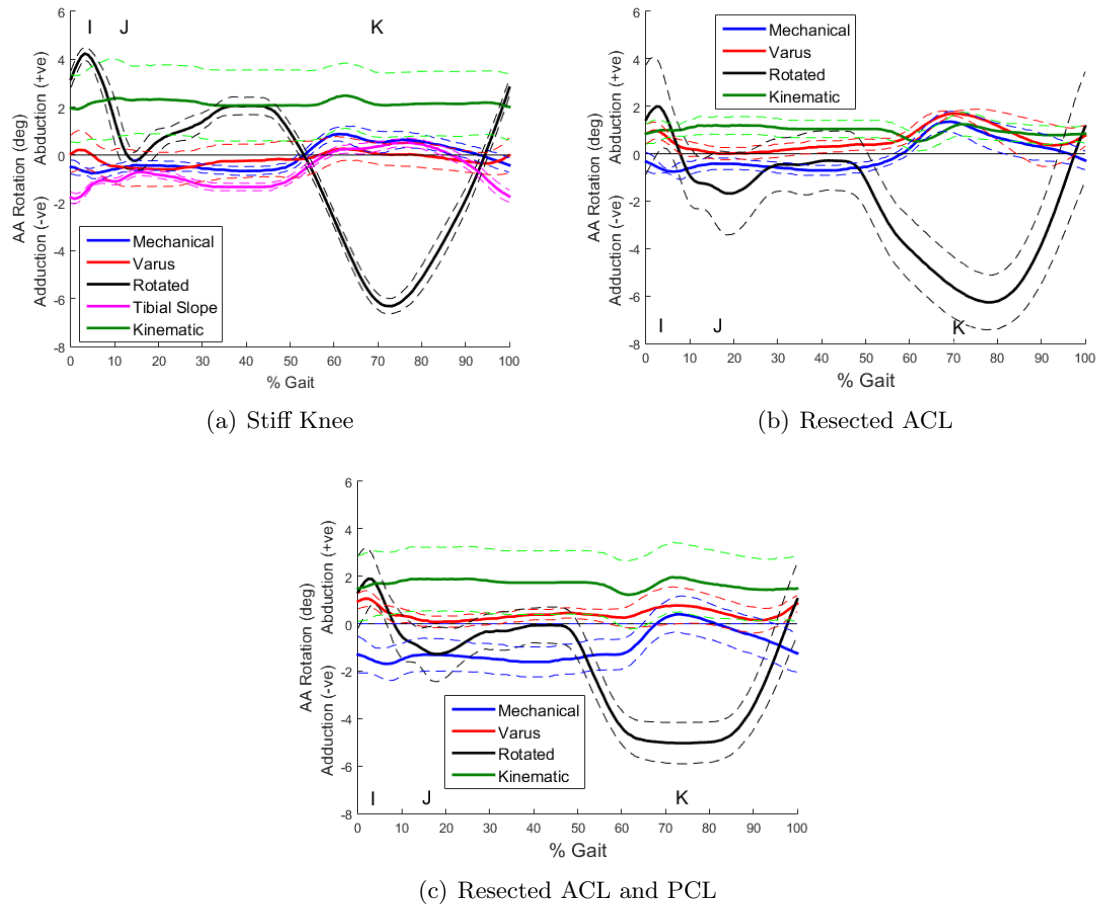 I J K
6
4
2
0
-2
-4
-6
-8
AA Rotation (deg)
Adduction (-ve) Abduction (+ve)
Mechanical
Varus
Rotated
Tibial Slope
Kinematic
0 10 20 30 40 50 60 70 80 90 100
% Gait
(a) Stiff Knee
6
4
2
0
-2
-4
-6
-8
AA Rotation (deg)
Adduction (-ve) Abduction (+ve)
Mechanical
Varus
Rotated
Kinematic
I J K
0 10 20 30 40 50 60 70 80 90 100
% Gait
(b) Resected ACL
6
4
2
0
-2
-4
-6
-8
AA Rotation (deg)
Adduction (-ve) Abduction (+ve)
Mechanical
Varus
Rotated
Kinematic
I J K
0 10 20 30 40 50 60 70 80 90 100
% Gait
(c) Resected ACL and PCL